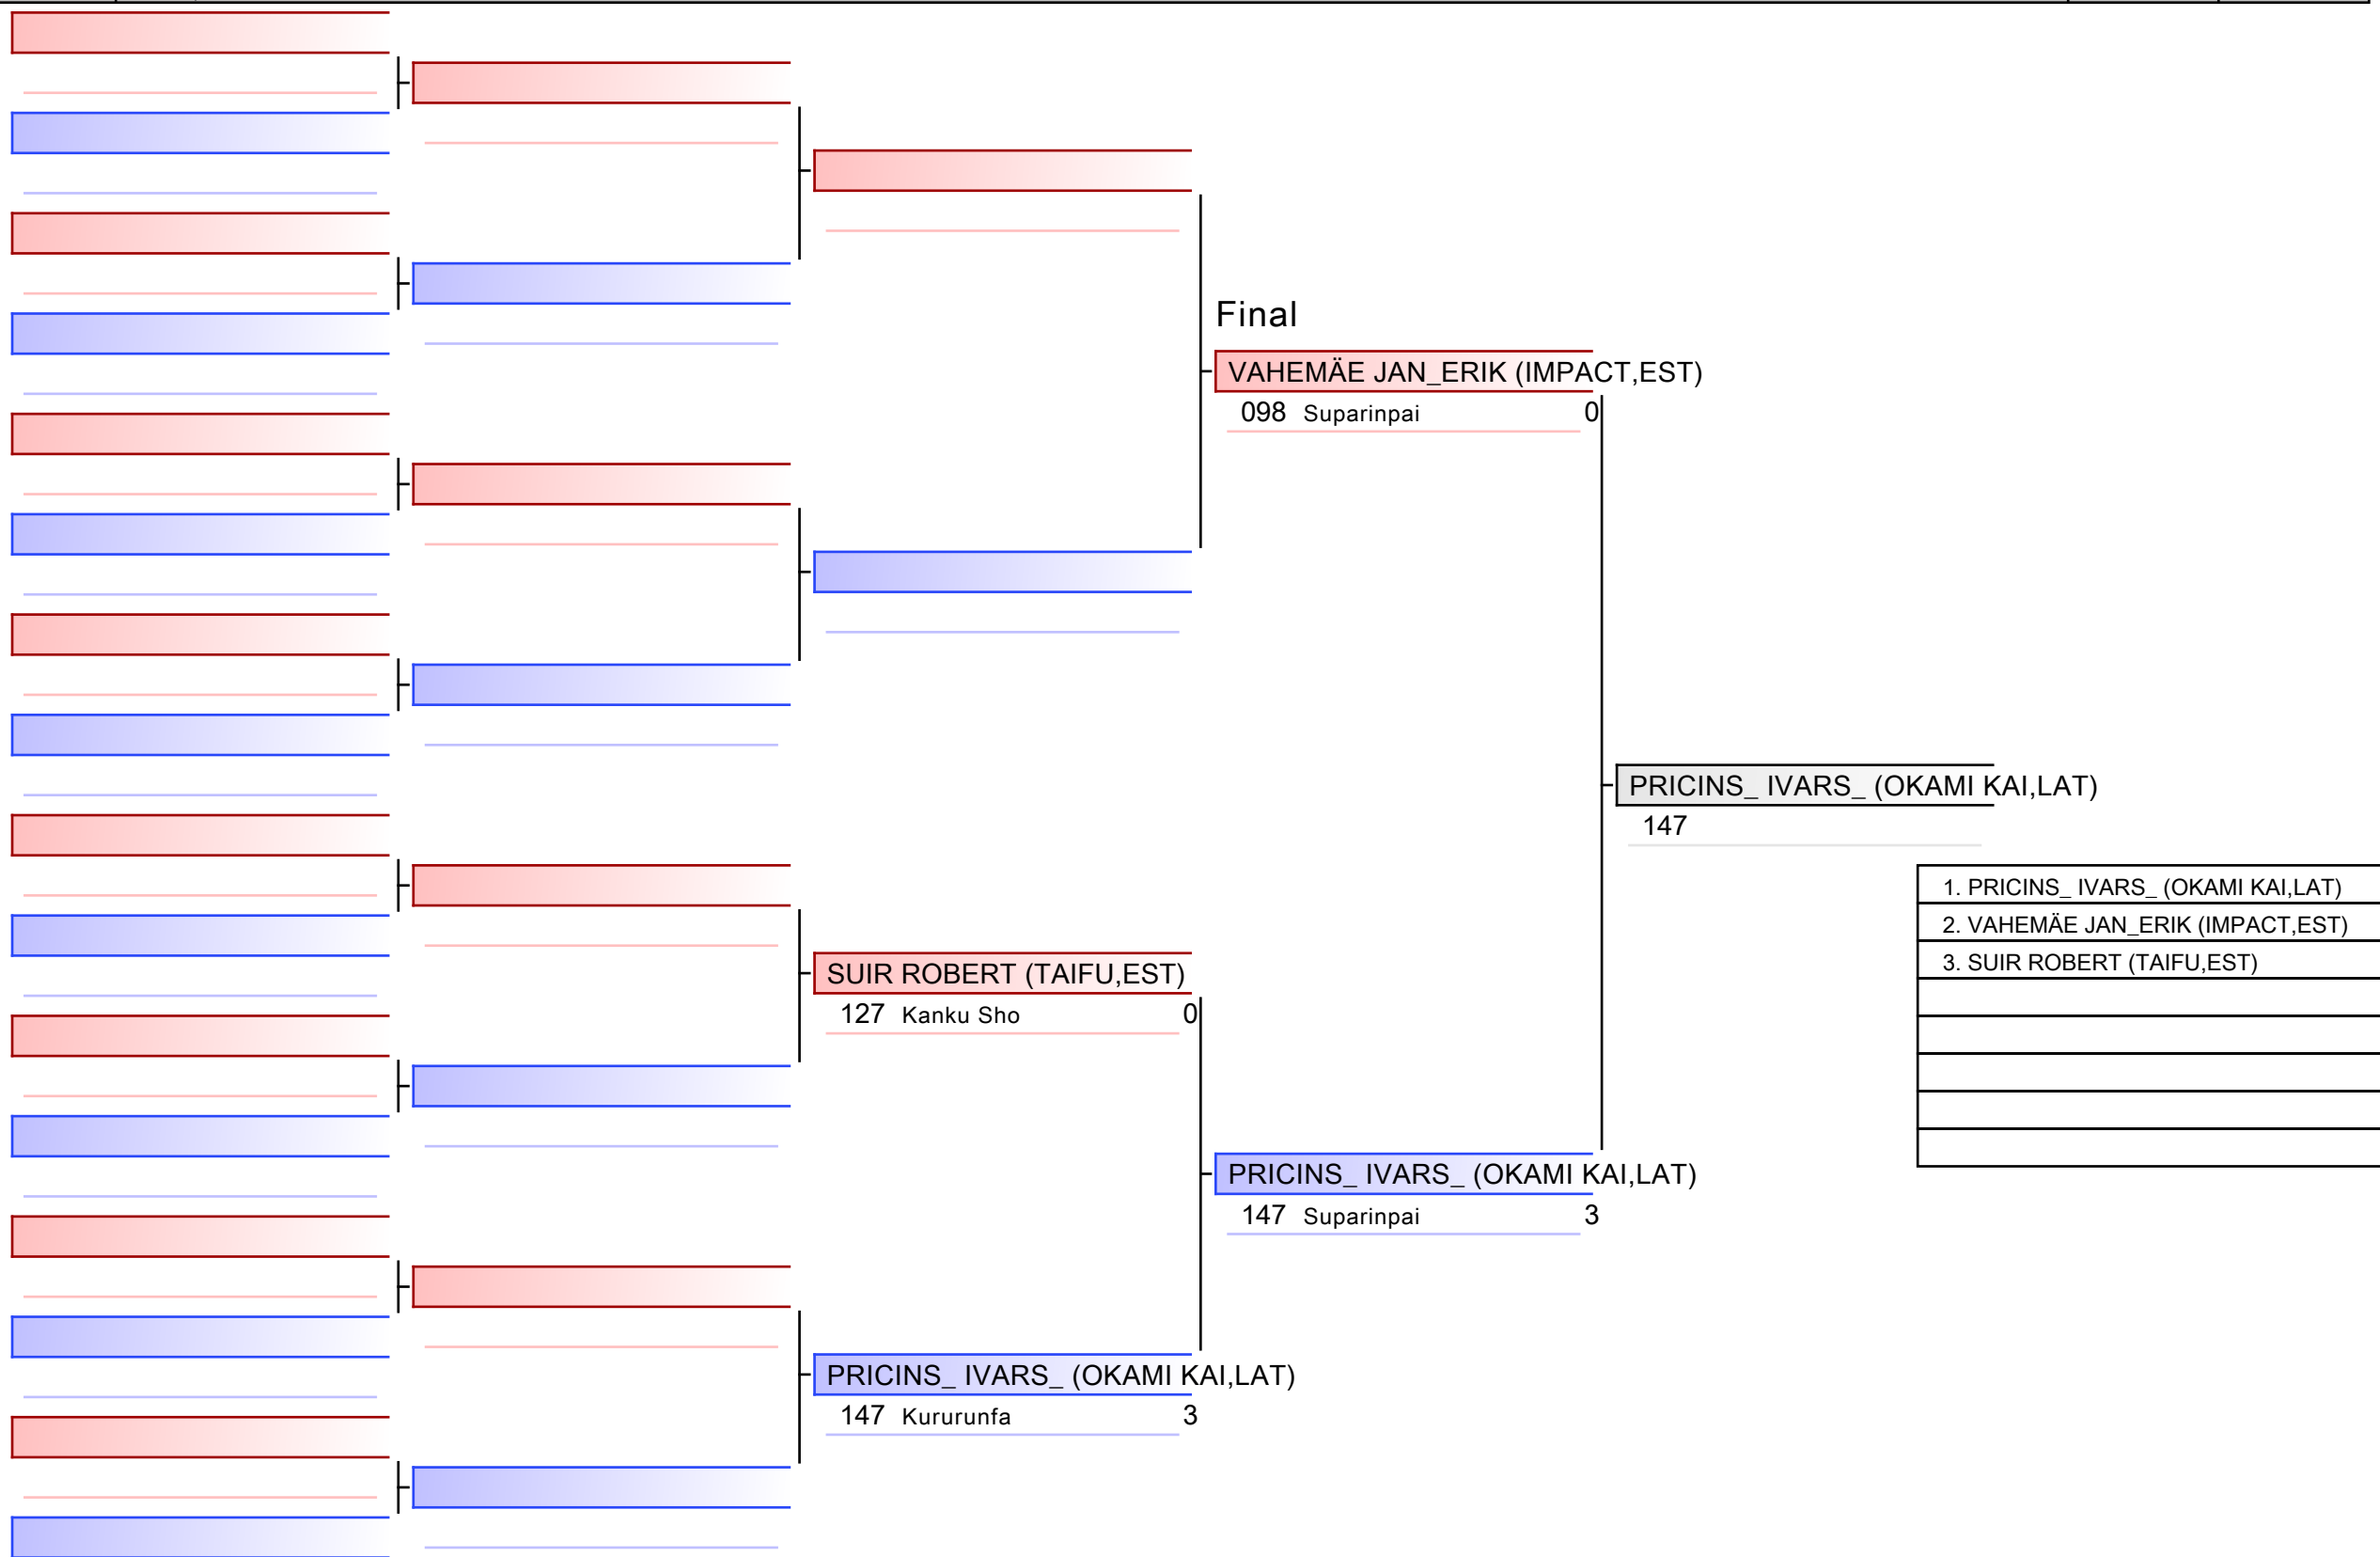 Final
VAHEMÄE JAN_ERIK (IMPACT,EST)
098 Suparinpai 0
PRICINS_ IVARS_ (OKAMI KAI,LAT)
147
1. PRICINS_ IVARS_ (OKAMI KAI,LAT)
2. VAHEMÄE JAN_ERIK (IMPACT,EST)
3. SUIR ROBERT (TAIFU,EST)
SUIR ROBERT (TAIFU,EST)
127 Kanku Sho 0
PRICINS_ IVARS_ (OKAMI KAI,LAT)
147 Suparinpai 3
PRICINS_ IVARS_ (OKAMI KAI,LAT)
147 Kururunfa 3